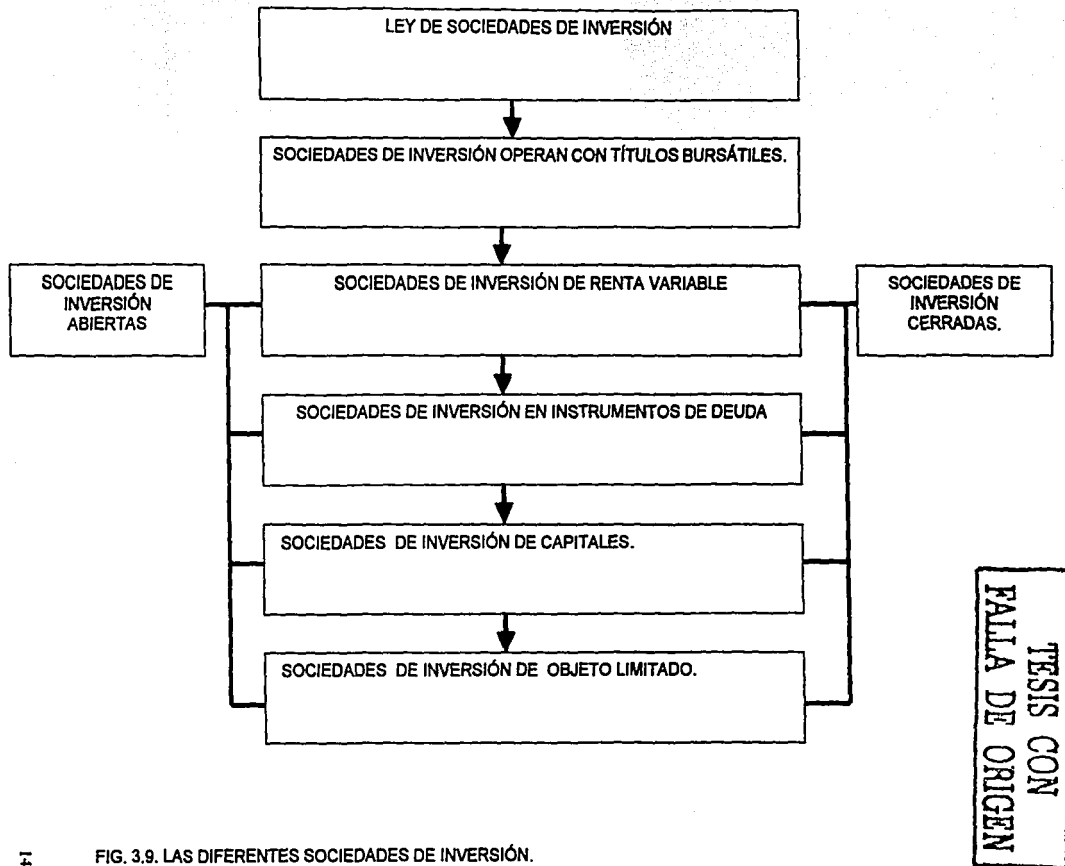 LEY DE SOCIEDADES DE INVERSIÓN
SOCIEDADES DE INVERSIÓN OPERAN CON TÍTULOS BURSÁTILES.
SOCIEDADES DE
INVERSIÓN
ABIERTAS
SOCIEDADES DE INVERSIÓN DE RENTA VARIABLE
SOCIEDADES DE
INVERSIÓN
CERRADAS.
SOCIEDADES DE INVERSIÓN EN INSTRUMENTOS DE DEUDA
SOCIEDADES DE INVERSIÓN DE CAPITALES.
SOCIEDADES DE INVERSIÓN DE OBJETO LIMITADO.
TESIS CON
FALLA DE ORIGEN
FIG. 3.9. LAS DIFERENTES SOCIEDADES DE INVERSIÓN.